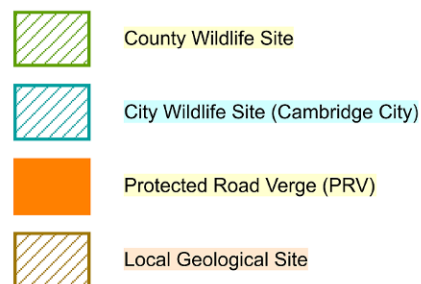 County Wildlife Site
City Wildlife Site (Cambridge City)
Protected Road Verge (PRV)
Local Geological Site